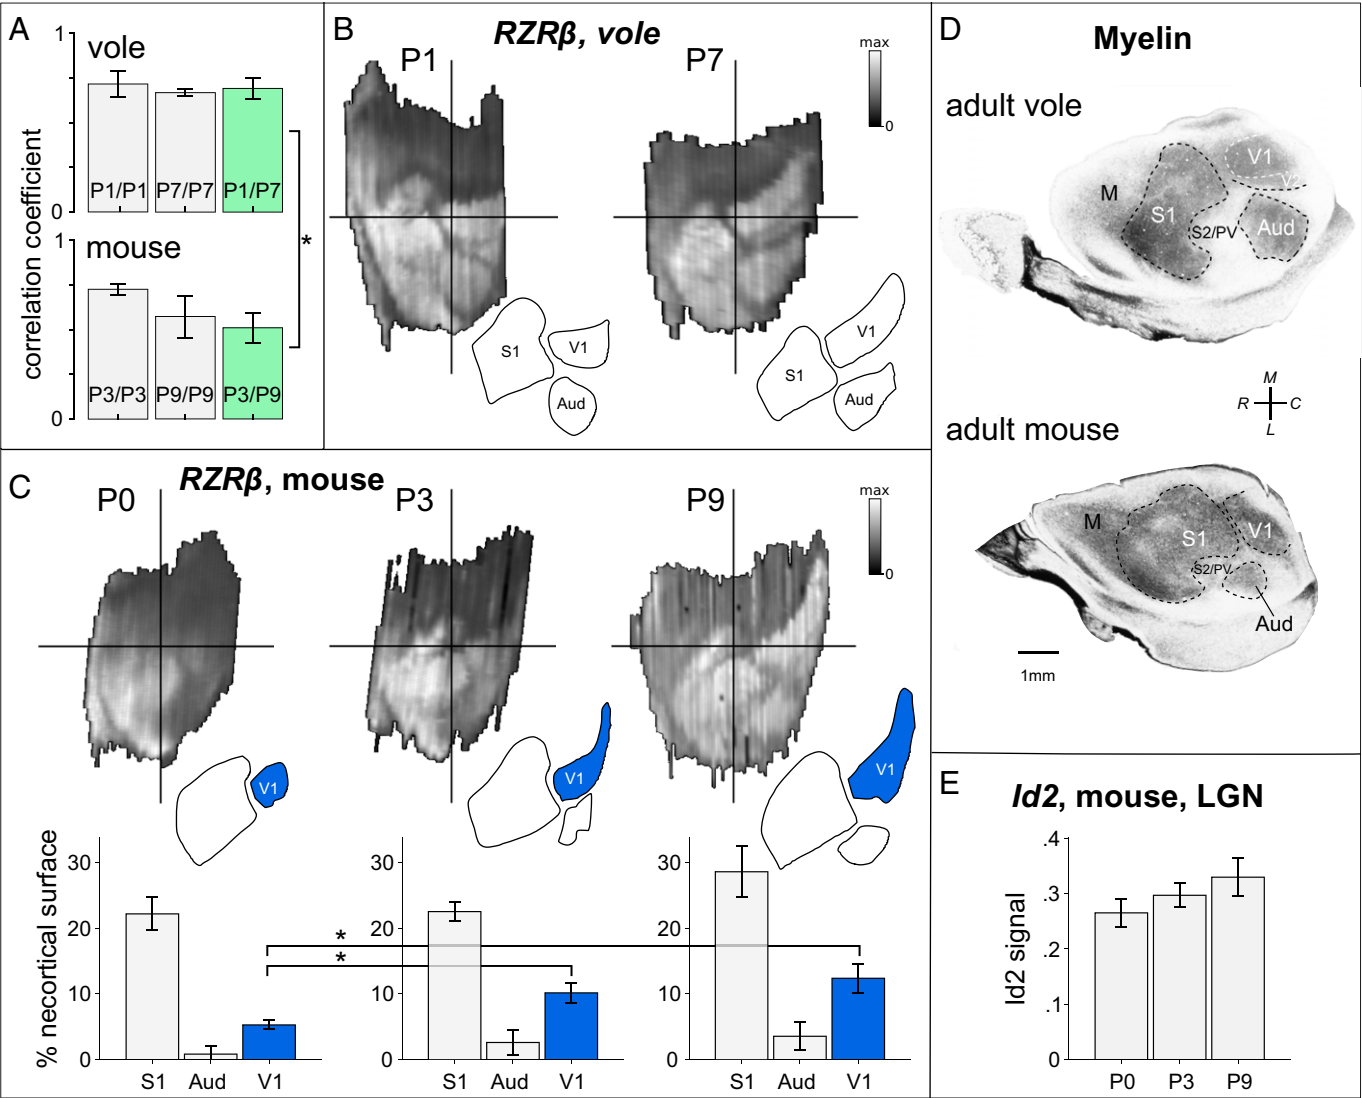 A
1
vole
P1/P1 P7/P7 P1/P7
0
correlation coefficient
*
1
mouse
P3/P3 P9/P9 P3/P9
0
B
RZRβ, vole
P1
P7
max
0
S1
V1
Aud
S1
V1
Aud
C
RZRβ, mouse
P0
P3
P9
max
0
V1
V1
V1
% necortical surface
30
20
10
0
S1 Aud V1
30
20
10
0
S1 Aud V1
30
20
10
0
S1 Aud V1
*
*
D
Myelin
adult vole
M
S1
S2/PV
V1
V2
Aud
M
R C
L
adult mouse
M
S1
V1
S2/PV
Aud
1mm
E
Id2, mouse, LGN
Id2 signal
.4
.3
.2
.1
0
P0 P3 P9